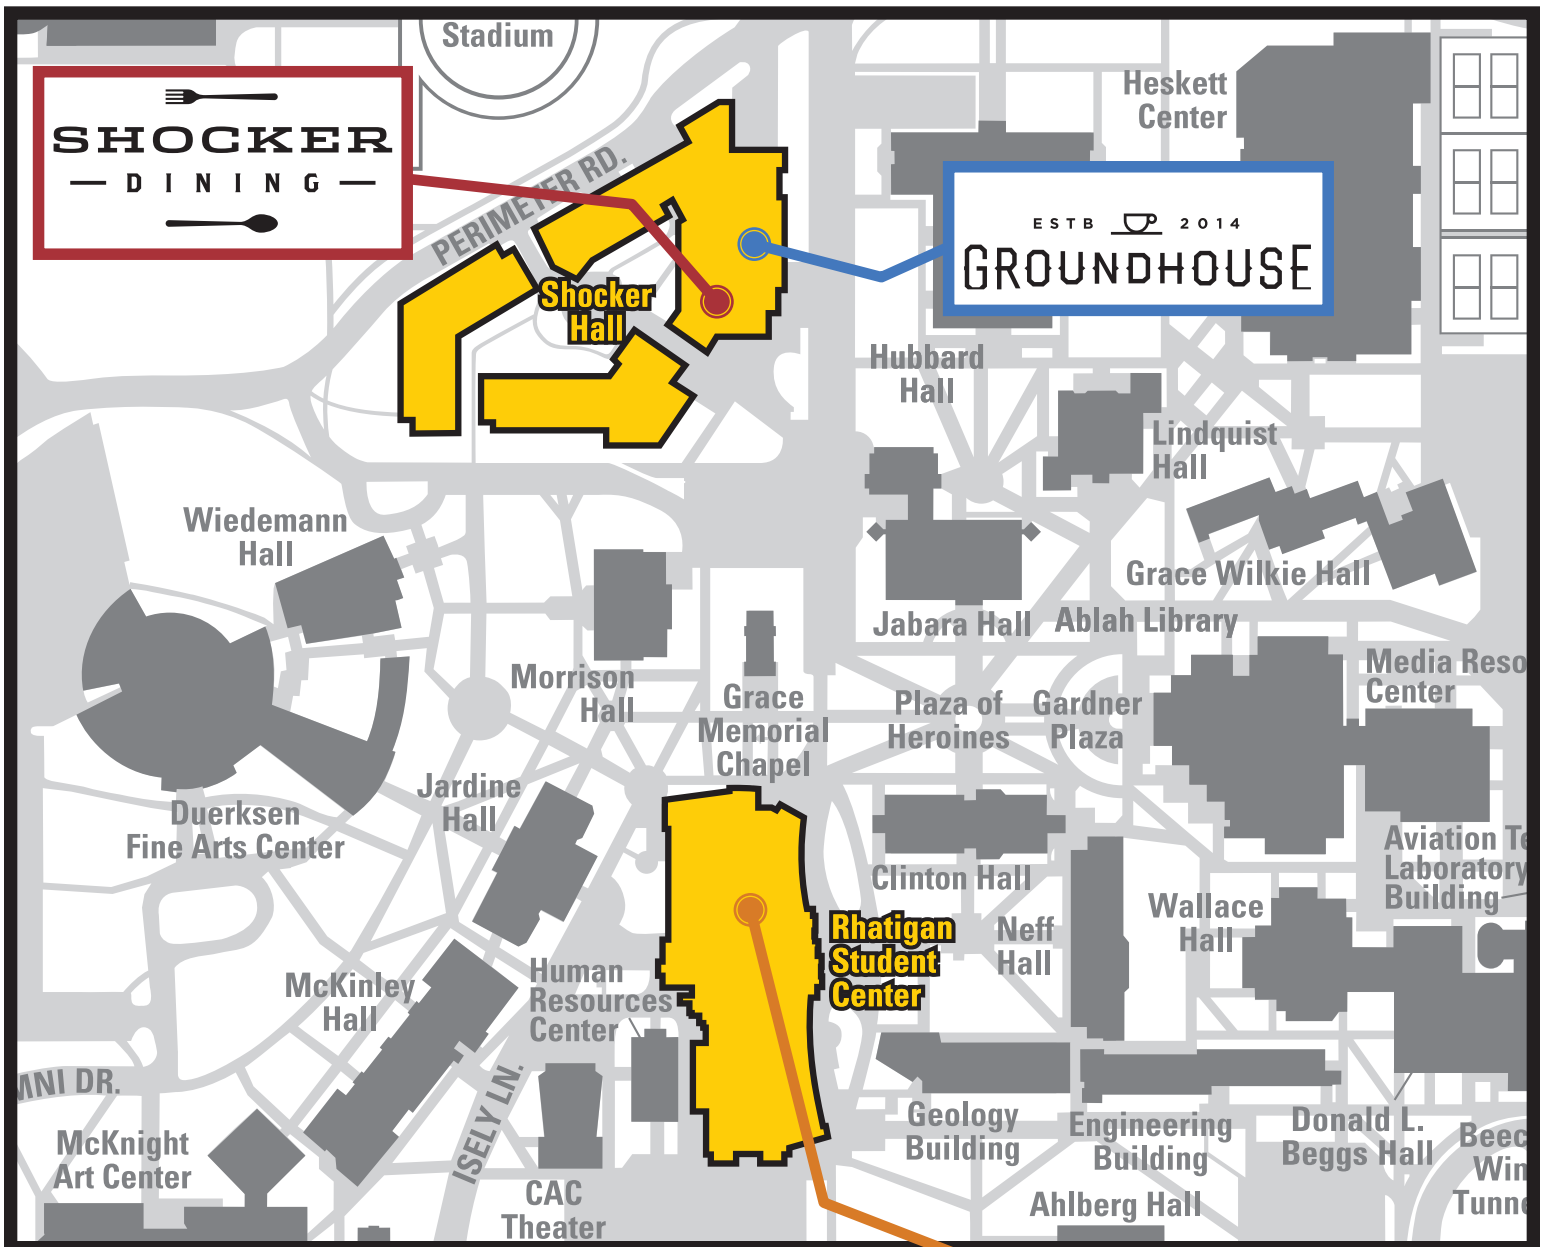 Stadium
Heskett
Center
SHOCKER
DINING
PERIMETER RD.
ESTB 2014
GROUNDHOUSE
Shocker
Hall
Hubbard
Hall
Lindquist
Hall
Wiedemann
Hall
Grace Wilkie Hall
Jabara Hall
Ablah Library
Morrison
Hall
Grace
Memorial
Chapel
Plaza of
Heroines
Gardner
Plaza
Media Reso
Center
Jardine
Hall
Duerksen
Fine Arts Center
Aviation Te
Laboratory
Building
Clinton Hall
Wallace
Hall
Rhatigan
Student
Center
Neff
Hall
McKinley
Hall
Human
Resources
Center
MNI DR.
ISELY LN.
Geology
Building
Engineering
Building
Donald L.
Beggs Hall
Beec
Win
Tunne
McKnight
Art Center
CAC
Theater
Ahlberg Hall